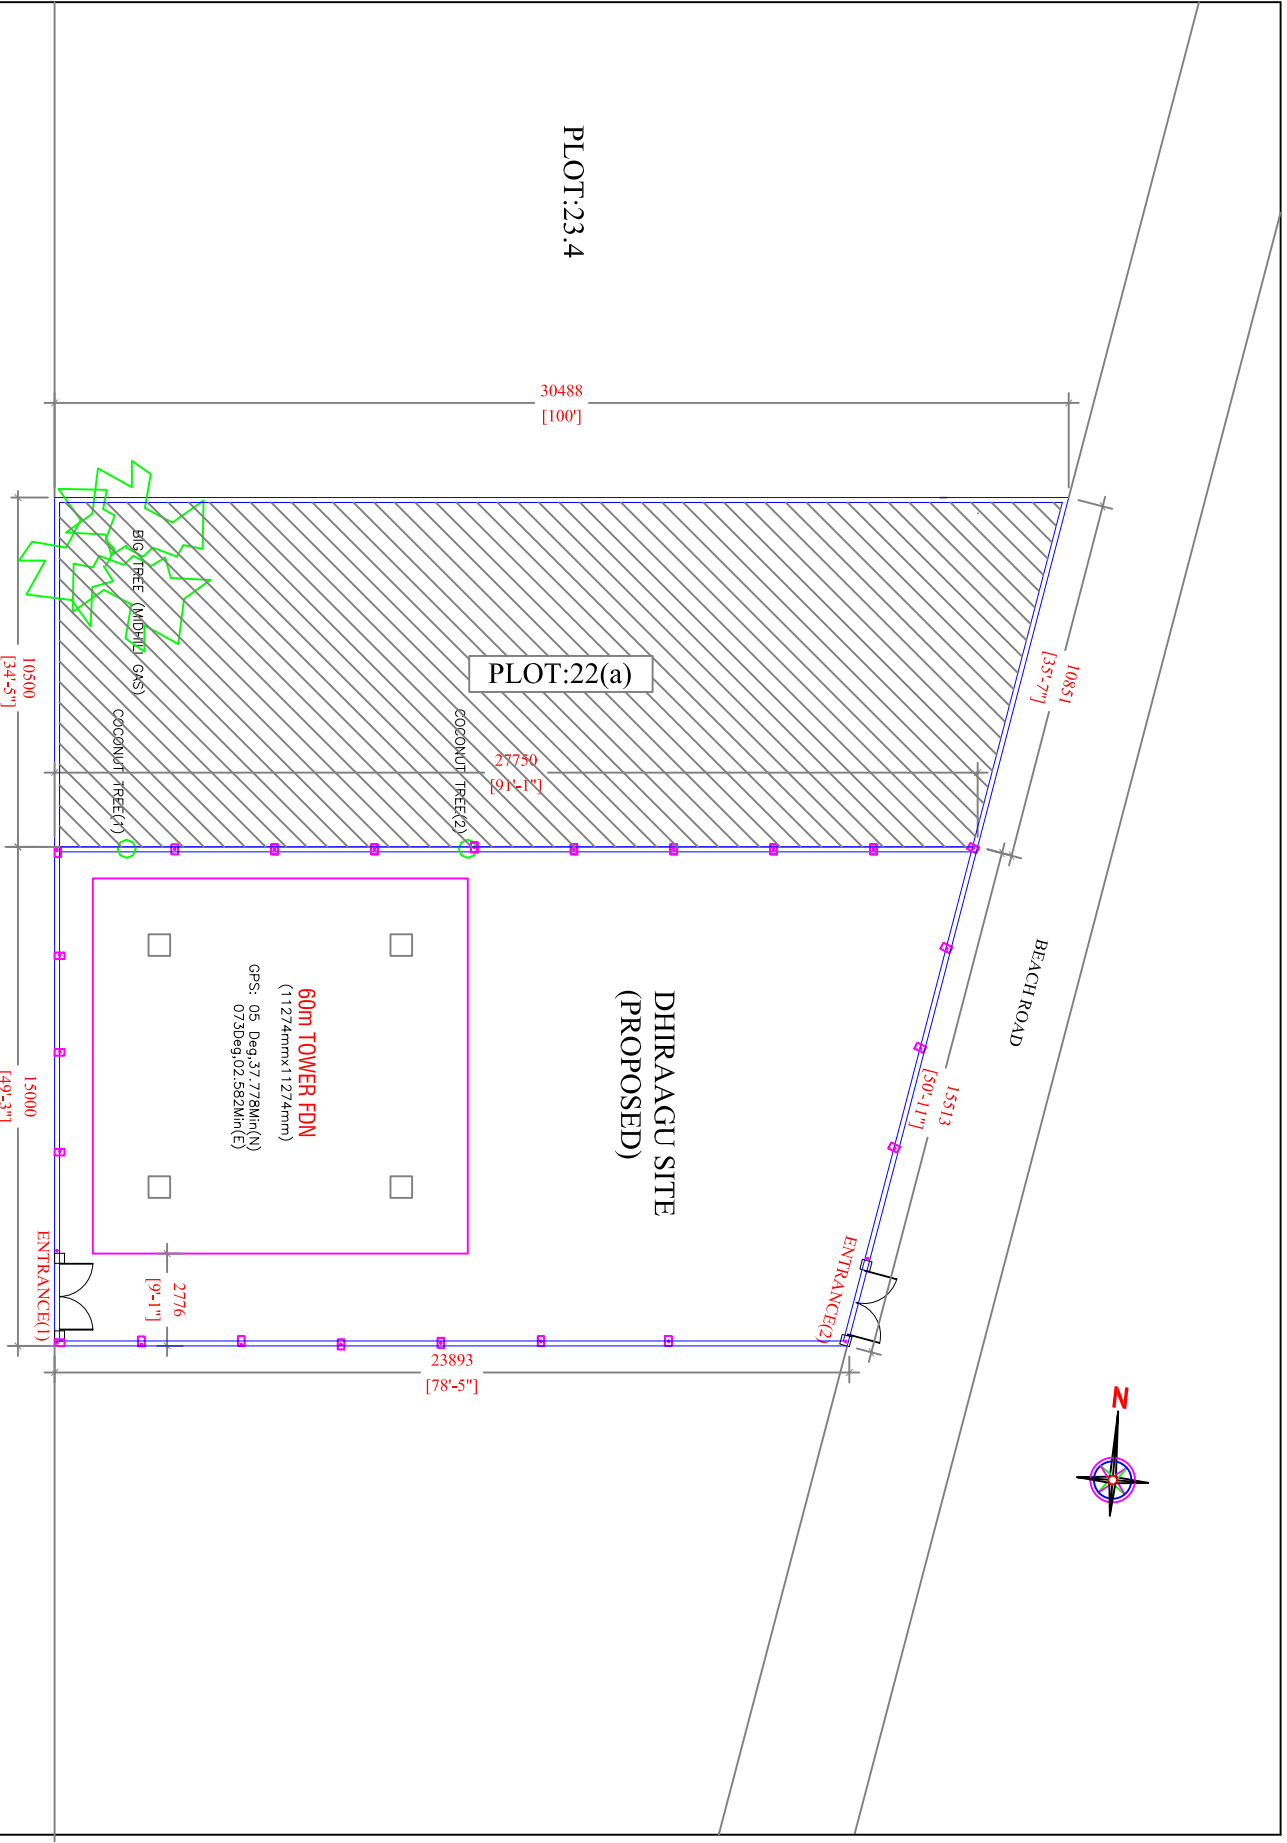 PLOT:23.4
30488
[100']
BIG TREE (MIDHILI GAS)
PLOT:22(a)
10851
[35'-7"]
10500
[34'-5"]
COCONUT TREE(1)
COCONUT TREE(2)
27750
[91'-1"]
BEACH ROAD
DHIRAAGU SITE
(PROPOSED)
60m TOWER FDN
(11274mmx11274mm)
GPS: 05 Deg,37.778Min(N)
073Deg,02.582Min(E)
15513
[50'-11"]
15000
[49'-3"]
ENTRANCE(1)
2776
[9'-1"]
ENTRANCE(2)
23893
[78'-5"]
N